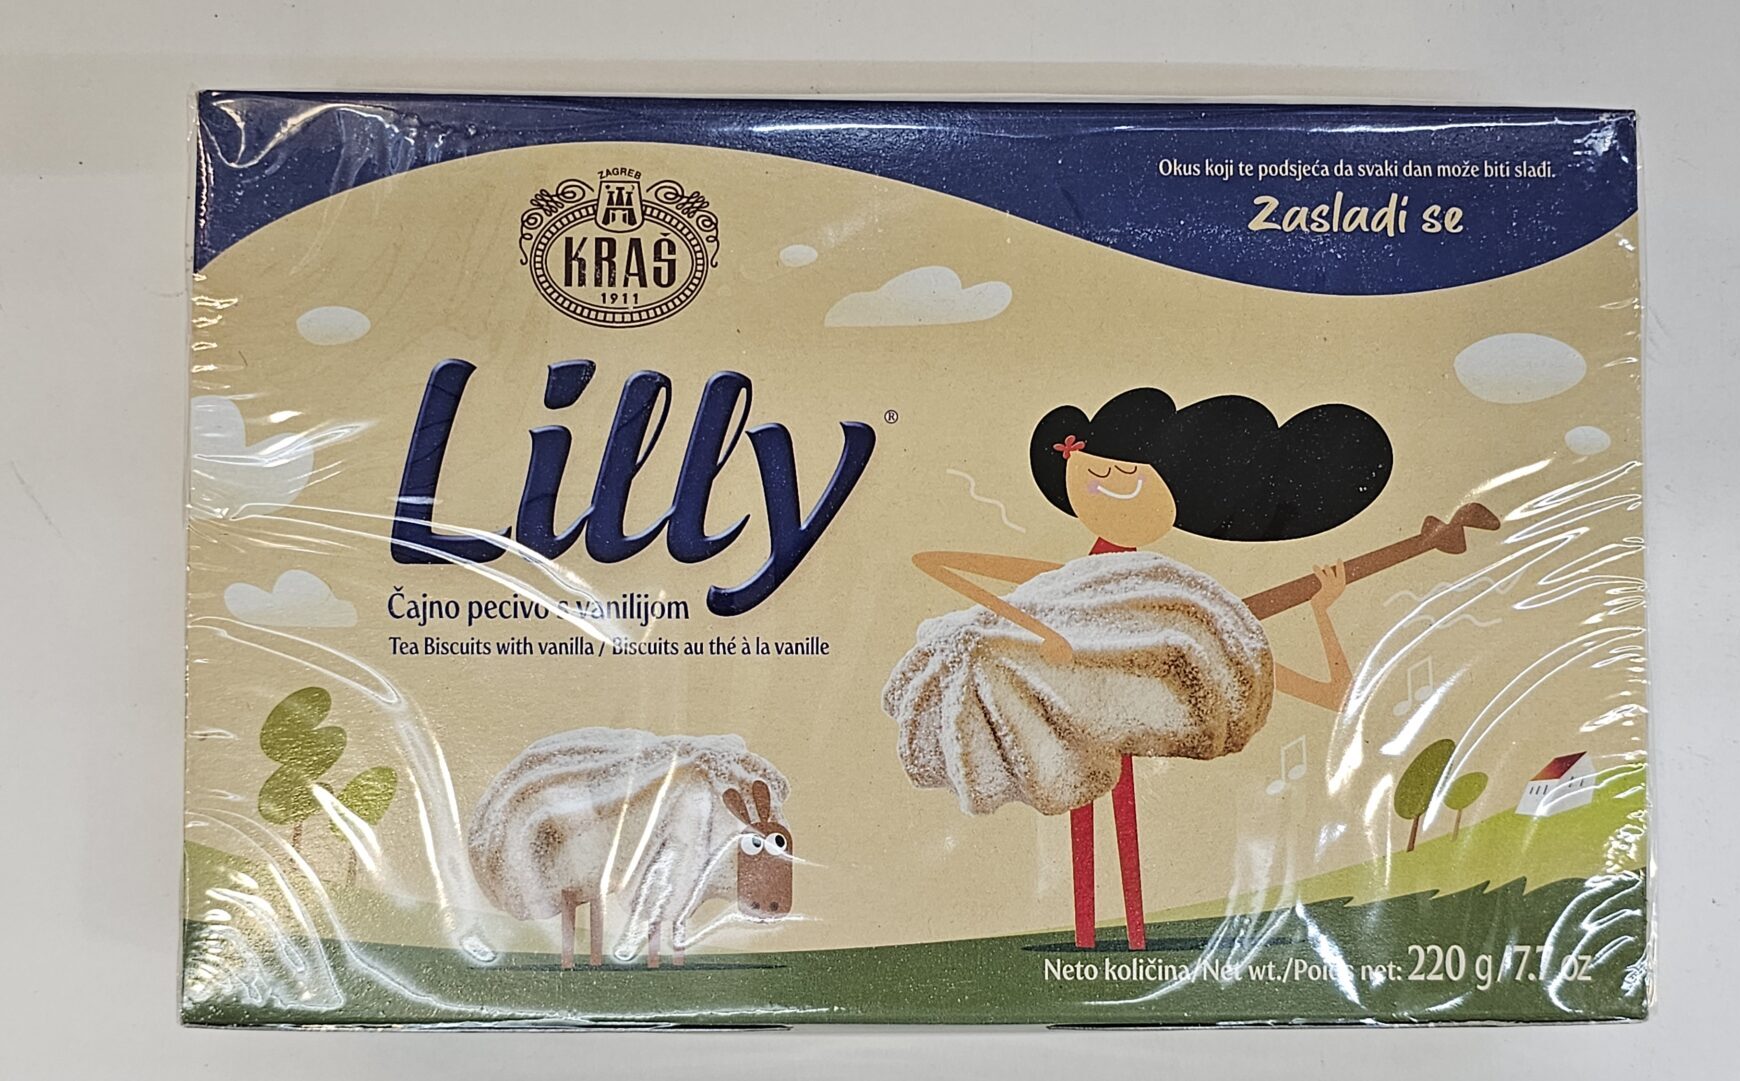 Okus koji te podsjeća da svaki dan može biti slađi.
Zasladi se
ZAGREB
KRAŠ
1911
Lilly®
Čajno pecivo s vanilijom
Tea Biscuits with vanilla / Biscuits au thé à la vanille
Neto količina/Net wt./Poids net: 220 g/7.7 oz